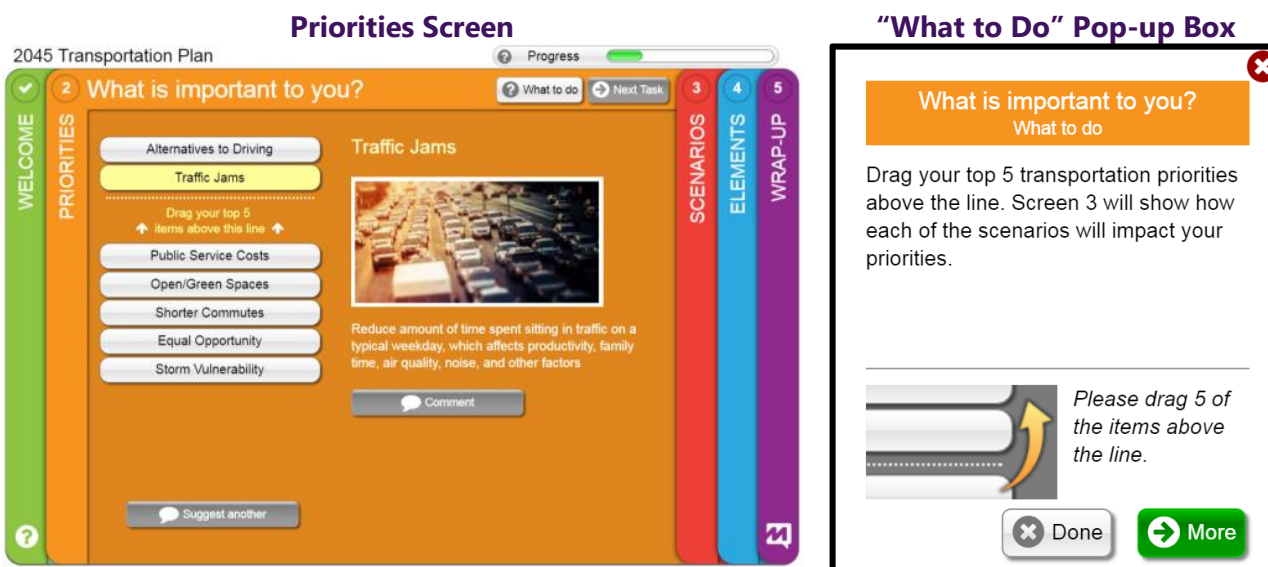 Priorities Screen
2045 Transportation Plan
? Progress
WELCOME
?
2
PRIORITIES
What is important to you?
? What to do
Next Task
Alternatives to Driving
Traffic Jams
Drag your top 5
items above this line
Public Service Costs
Open/Green Spaces
Shorter Commutes
Equal Opportunity
Storm Vulnerability
Suggest another
Traffic Jams
Reduce amount of time spent sitting in traffic on a
typical weekday, which affects productivity, family
time, air quality, noise, and other factors
Comment
3
SCENARIOS
4
ELEMENTS
5
WRAP-UP
“What to Do” Pop-up Box
What is important to you?
What to do
Drag your top 5 transportation priorities
above the line. Screen 3 will show how
each of the scenarios will impact your
priorities.
Please drag 5 of
the items above
the line.
Done
More